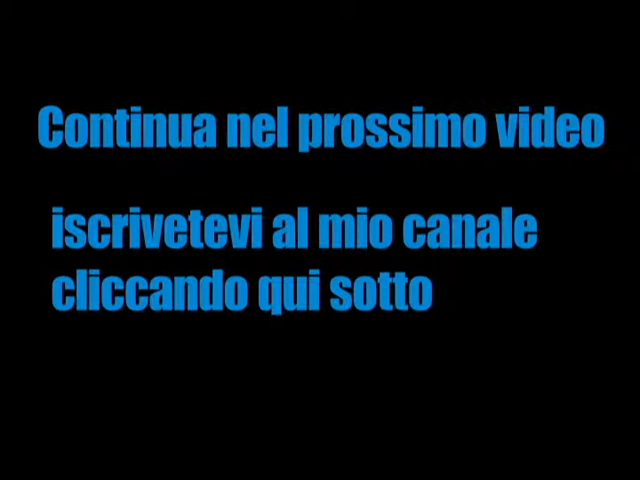 Continua nel prossimo video
iscrivetevi al mio canale
cliccando qui sotto